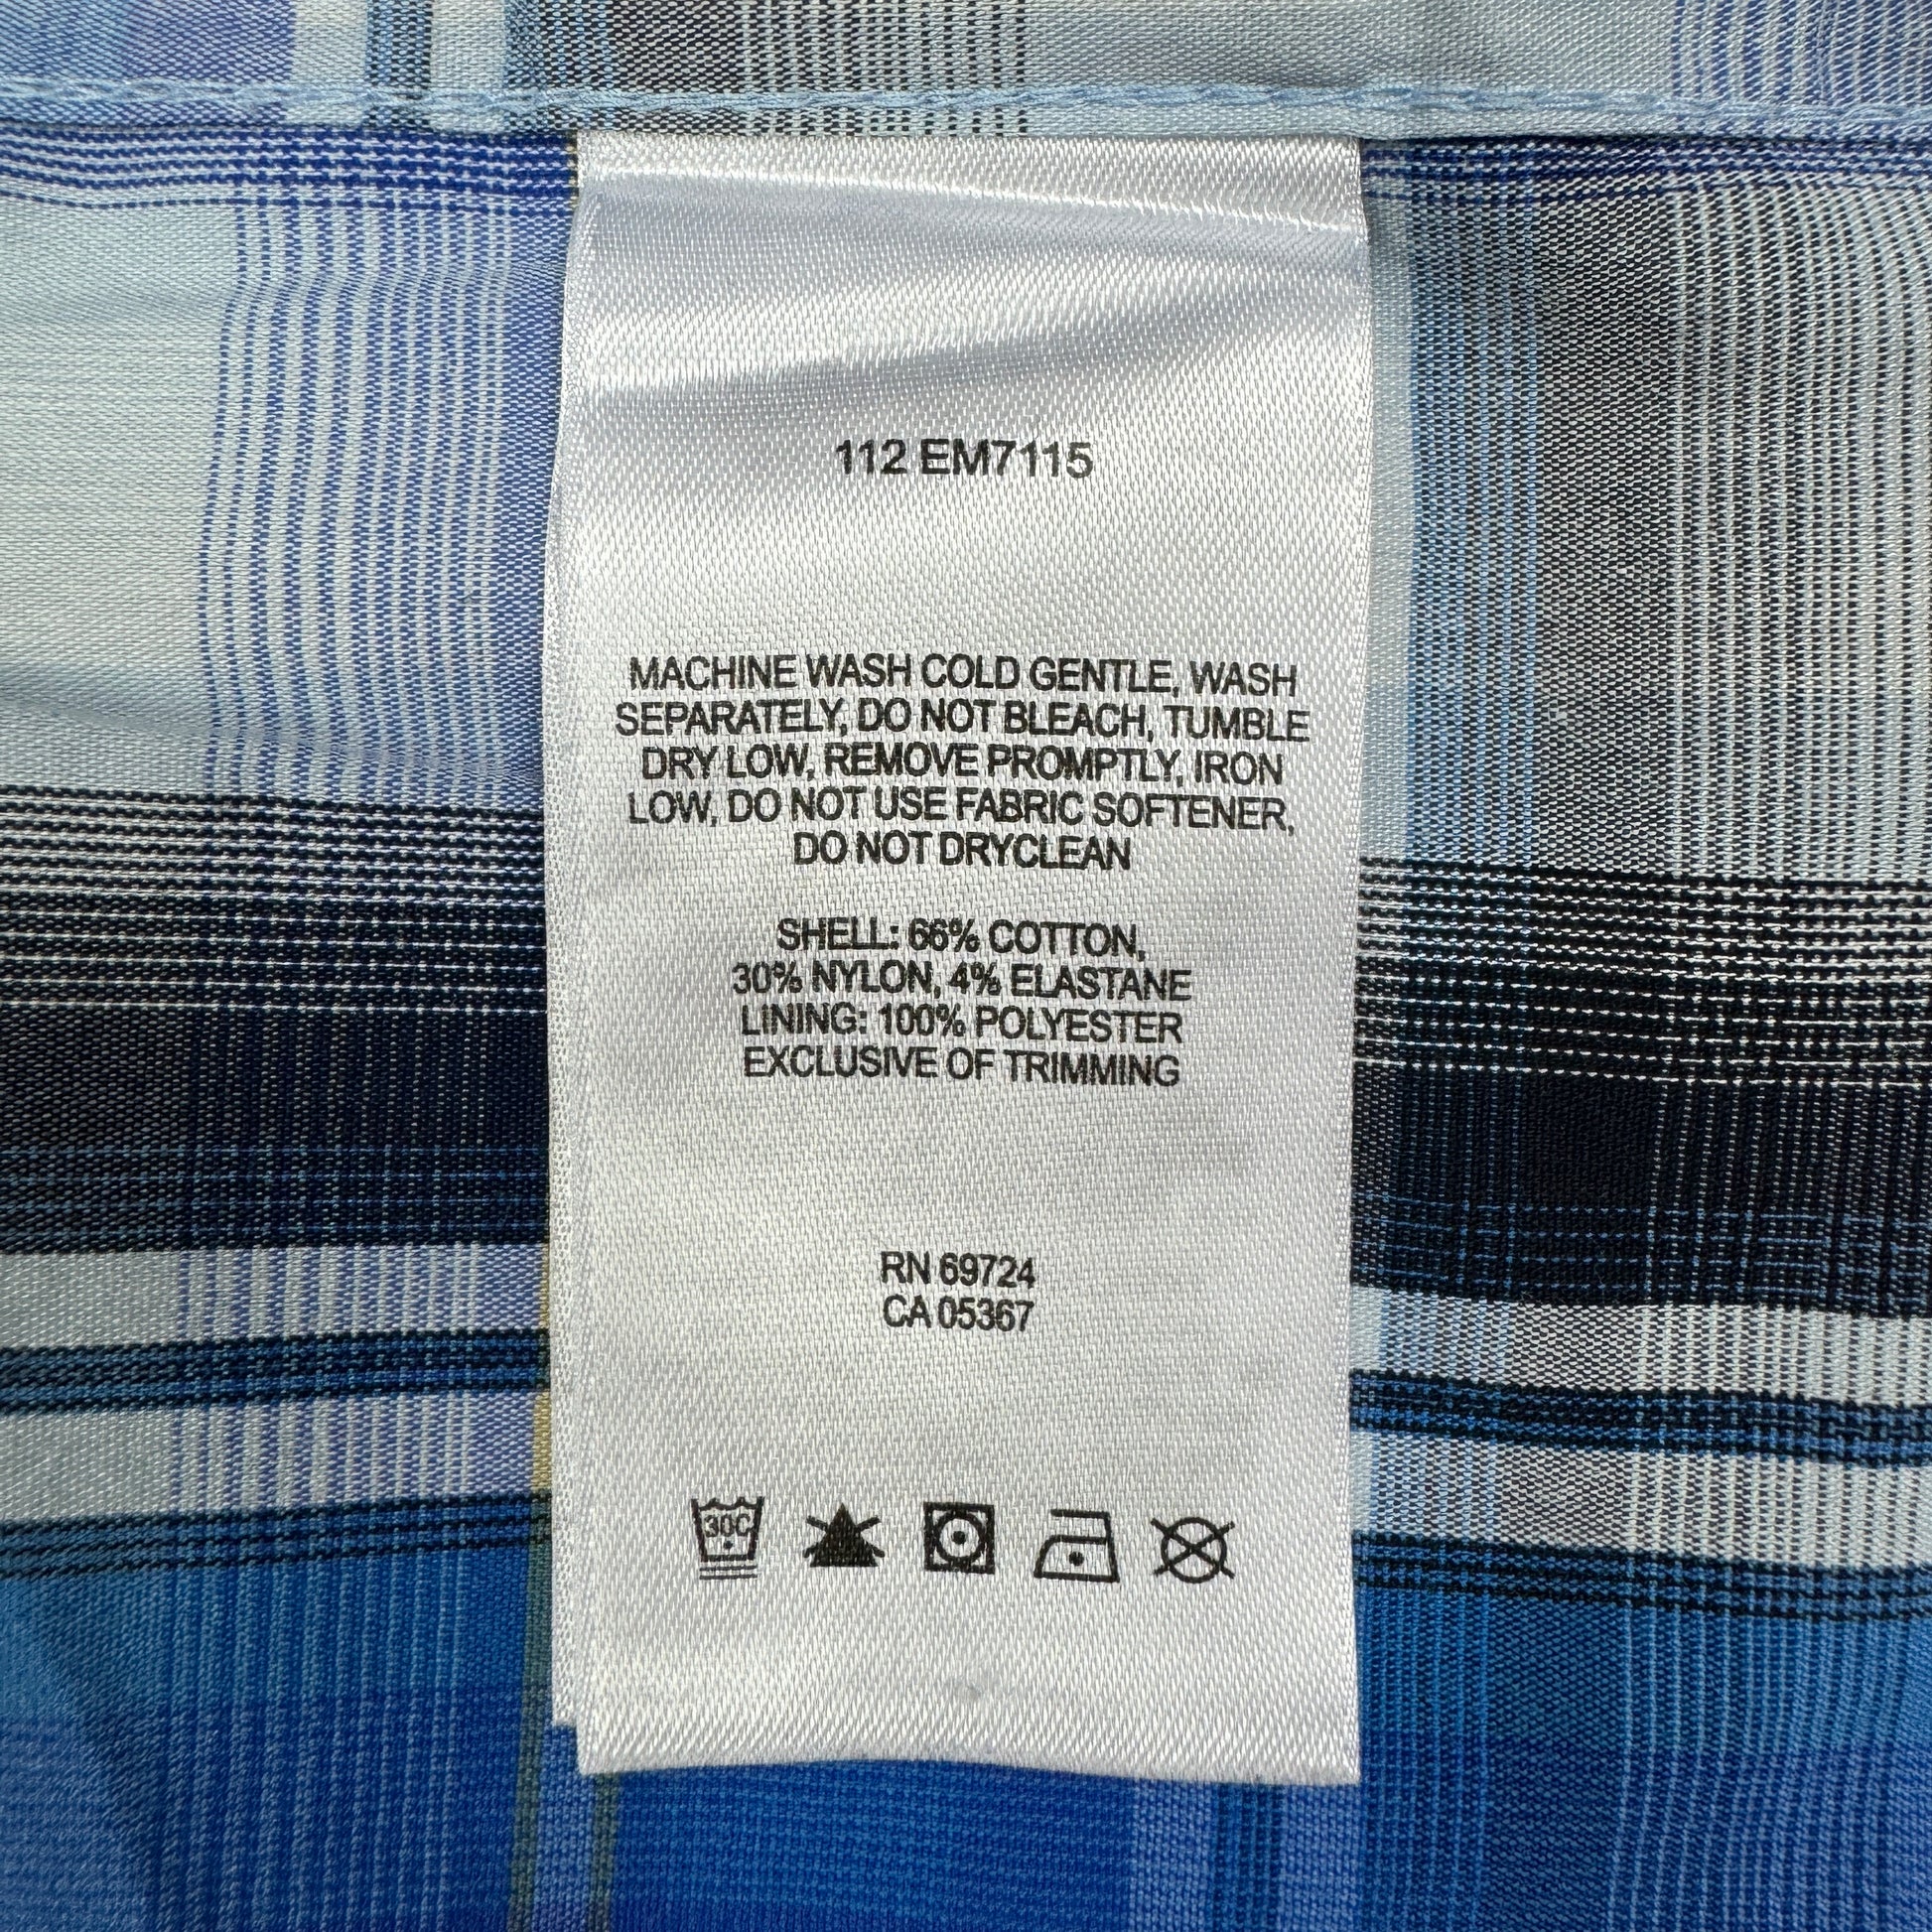 112 EM7115
MACHINE WASH COLD GENTLE, WASH
SEPARATELY, DO NOT BLEACH, TUMBLE
DRY LOW, REMOVE PROMPTLY, IRON
LOW, DO NOT USE FABRIC SOFTENER,
DO NOT DRYCLEAN
SHELL: 66% COTTON,
30% NYLON, 4% ELASTANE
LINING: 100% POLYESTER
EXCLUSIVE OF TRIMMING
RN 69724
CA 05367
30C